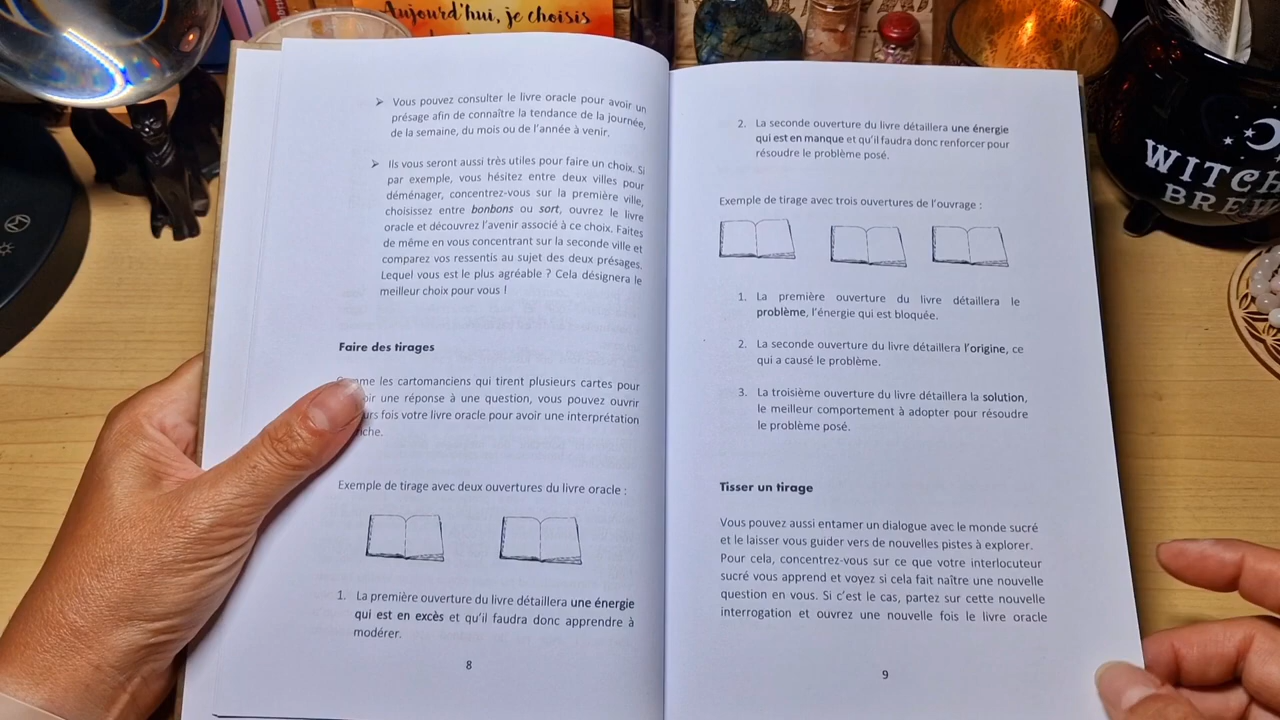 Aujourd'hui, je choisis
➢ Vous pouvez consulter le livre oracle pour avoir un
présage afin de connaître la tendance de la journée,
de la semaine, du mois ou de l'année à venir.
➢ Ils vous seront aussi très utiles pour faire un choix. Si
par exemple, vous hésitez entre deux villes pour
déménager, concentrez-vous sur la première ville,
choisissez entre bonbons ou sort, ouvrez le livre
oracle et découvrez l'avenir associé à ce choix. Faites
de même en vous concentrant sur la seconde ville et
comparez vos ressentis au sujet des deux présages.
Lequel vous est le plus agréable ? Cela désignera le
meilleur choix pour vous !
Faire des tirages
les cartomanciens qui tirent plusieurs cartes pour
une réponse à une question, vous pouvez ouvrir
fois votre livre oracle pour avoir une interprétation
Exemple de tirage avec deux ouvertures du livre oracle :
1. La première ouverture du livre détaillera une énergie
qui est en excès et qu'il faudra donc apprendre à
modérer.
8
2. La seconde ouverture du livre détaillera une énergie
qui est en manque et qu'il faudra donc renforcer pour
résoudre le problème posé.
Exemple de tirage avec trois ouvertures de l'ouvrage :
1. La première ouverture du livre détaillera le
problème, l'énergie qui est bloquée.
2. La seconde ouverture du livre détaillera l'origine, ce
qui a causé le problème.
3. La troisième ouverture du livre détaillera la solution,
le meilleur comportement à adopter pour résoudre
le problème posé.
Tisser un tirage
Vous pouvez aussi entamer un dialogue avec le monde sucré
et le laisser vous guider vers de nouvelles pistes à explorer.
Pour cela, concentrez-vous sur ce que votre interlocuteur
sucré vous apprend et voyez si cela fait naître une nouvelle
question en vous. Si c'est le cas, partez sur cette nouvelle
interrogation et ouvrez une nouvelle fois le livre oracle
9
WITCH
BREW